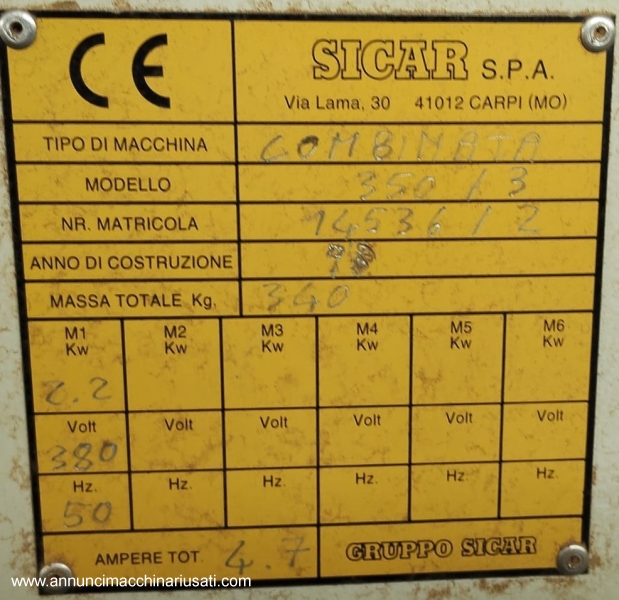 CE
SICAR S.P.A.
Via Lama, 30 41012 CARPI (MO)
TIPO DI MACCHINA COMBINATA
MODELLO 350 / 3
NR. MATRICOLA 14536 / 2
ANNO DI COSTRUZIONE
MASSA TOTALE Kg. 340
M1 M2 M3 M4 M5 M6
Kw Kw Kw Kw Kw Kw
2.2
Volt Volt Volt Volt Volt Volt
380
Hz. Hz. Hz. Hz. Hz. Hz.
50
AMPERE TOT. 4.7 GRUPPO SICAR
www.annuncimacchinariusati.com